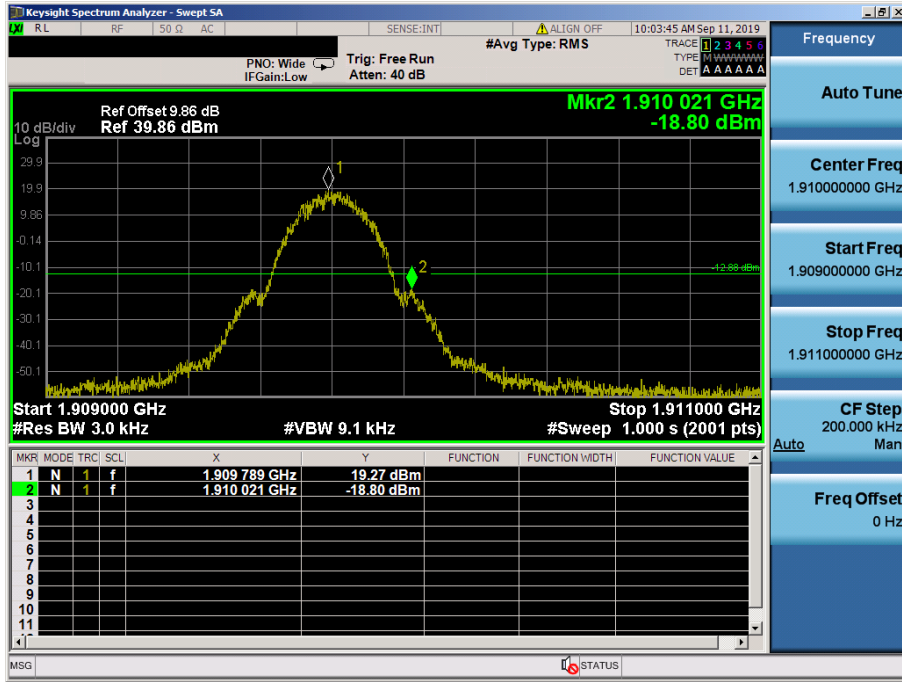 Keysight Spectrum Analyzer - Swept SA
LXI RL RF 50 Ω AC SENSE:INT ALIGN OFF 10:03:45 AM Sep 11, 2019
PNO: Wide
IFGain:Low
Trig: Free Run
Atten: 40 dB
#Avg Type: RMS
TRACE 1 2 3 4 5 6
TYPE M WWWWW
DET A A A A A A
Ref Offset 9.86 dB
10 dB/div Ref 39.86 dBm
Log
Mkr2 1.910 021 GHz
-18.80 dBm
29.9
19.9
9.86
-0.14
-10.1
-20.1
-30.1
-40.1
-50.1
1
2
-12.88 dBm
Start 1.909000 GHz Stop 1.911000 GHz
#Res BW 3.0 kHz #VBW 9.1 kHz #Sweep 1.000 s (2001 pts)
MKR MODE TRC SCL X Y FUNCTION FUNCTION WIDTH FUNCTION VALUE
1 N 1 f 1.909 789 GHz 19.27 dBm
2 N 1 f 1.910 021 GHz -18.80 dBm
3
4
5
6
7
8
9
10
11
MSG STATUS
Frequency
Auto Tune
Center Freq
1.910000000 GHz
Start Freq
1.909000000 GHz
Stop Freq
1.911000000 GHz
CF Step
200.000 kHz
Auto Man
Freq Offset
0 Hz